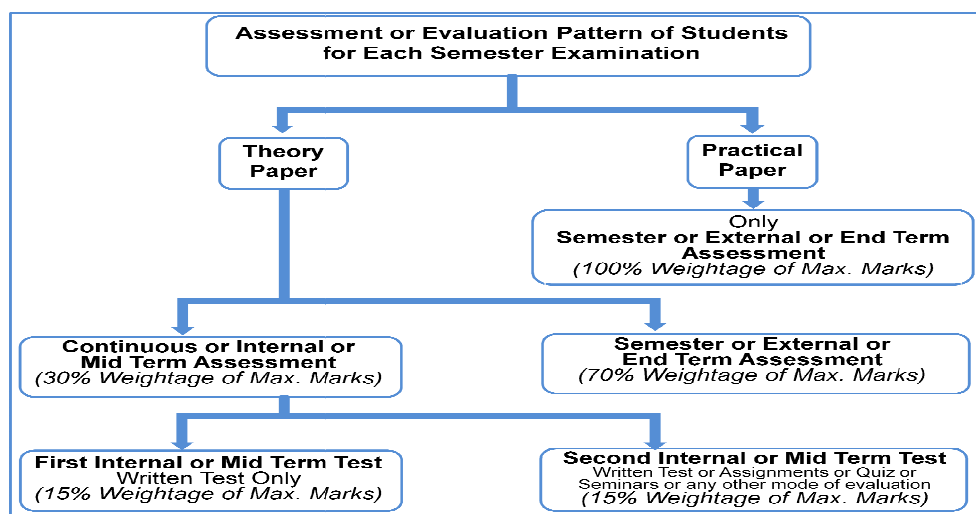 Assessment or Evaluation Pattern of Students
for Each Semester Examination
Theory
Paper
Practical
Paper
Only
Semester or External or End Term
Assessment
(100% Weightage of Max. Marks)
Continuous or Internal or
Mid Term Assessment
(30% Weightage of Max. Marks)
Semester or External or
End Term Assessment
(70% Weightage of Max. Marks)
First Internal or Mid Term Test
Written Test Only
(15% Weightage of Max. Marks)
Second Internal or Mid Term Test
Written Test or Assignments or Quiz or
Seminars or any other mode of evaluation
(15% Weightage of Max. Marks)